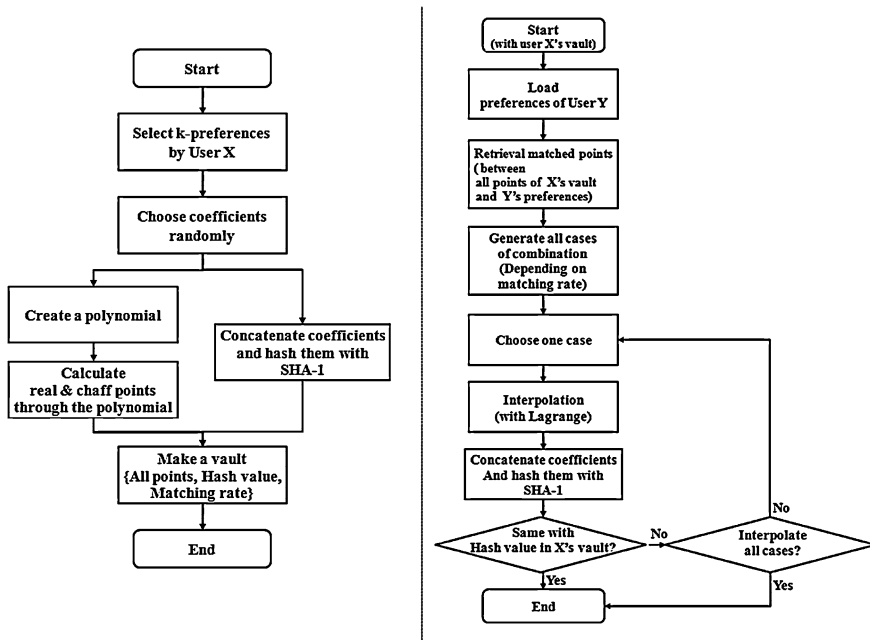 Start
Select k-preferences
by User X
Choose coefficients
randomly
Create a polynomial
Calculate
real & chaff points
through the polynomial
Concatenate coefficients
and hash them with
SHA-1
Make a vault
{All points, Hash value,
Matching rate}
End
Start
(with user X's vault)
Load
preferences of User Y
Retrieval matched points
( between
all points of X's vault
and Y's preferences)
Generate all cases
of combination
(Depending on
matching rate)
Choose one case
Interpolation
(with Lagrange)
Concatenate coefficients
And hash them with
SHA-1
Same with
Hash value in X's vault?
No
Interpolate
all cases?
No
Yes
Yes
End